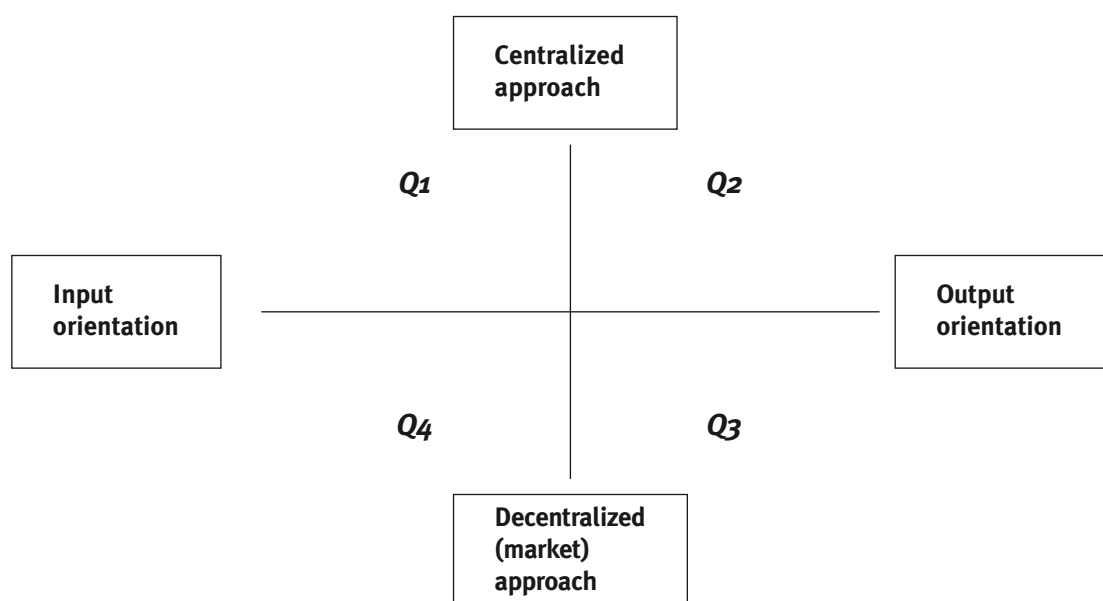 Centralized
approach
Q1
Q2
Input
orientation
Output
orientation
Q4
Q3
Decentralized
(market)
approach